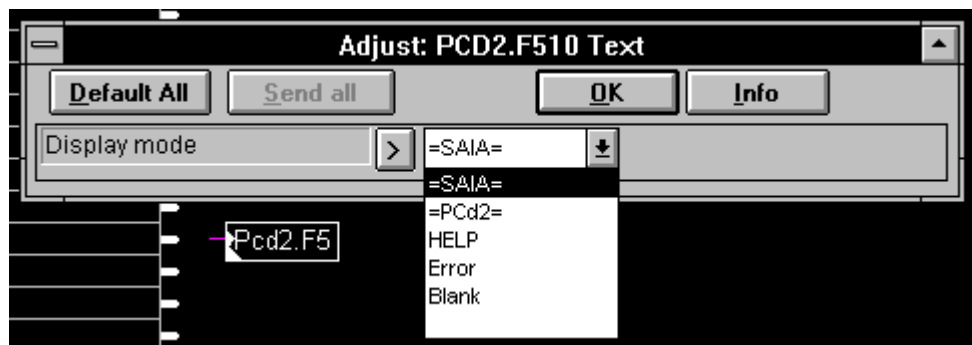 Adjust: PCD2.F510 Text
Default All Send all OK Info
Display mode > =SAIA=
=SAIA=
=PCd2=
HELP
Error
Blank
Pcd2.F5